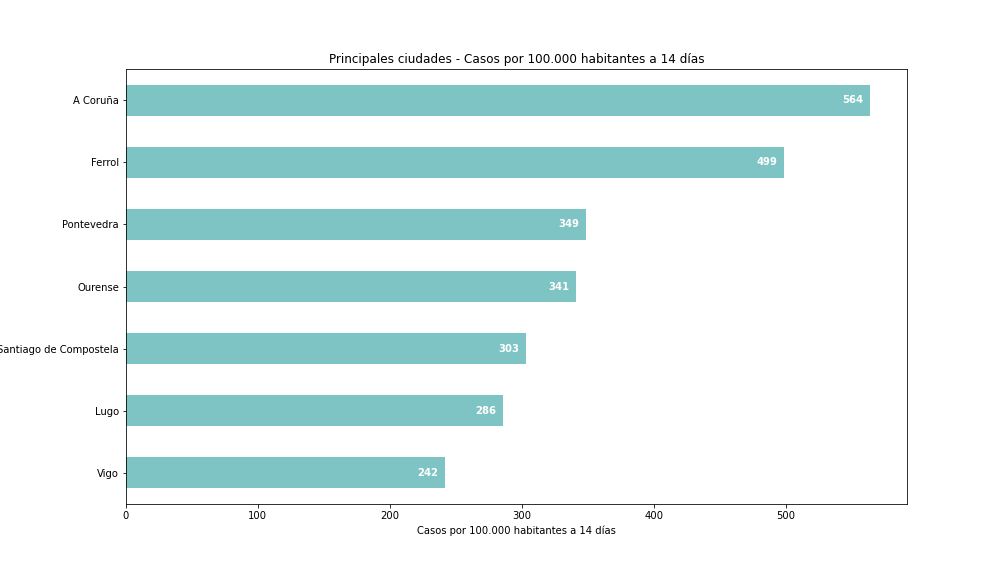 Principales ciudades - Casos por 100.000 habitantes a 14 días
A Coruña 564
Ferrol 499
Pontevedra 349
Ourense 341
Santiago de Compostela 303
Lugo 286
Vigo 242
0 100 200 300 400 500
Casos por 100.000 habitantes a 14 días